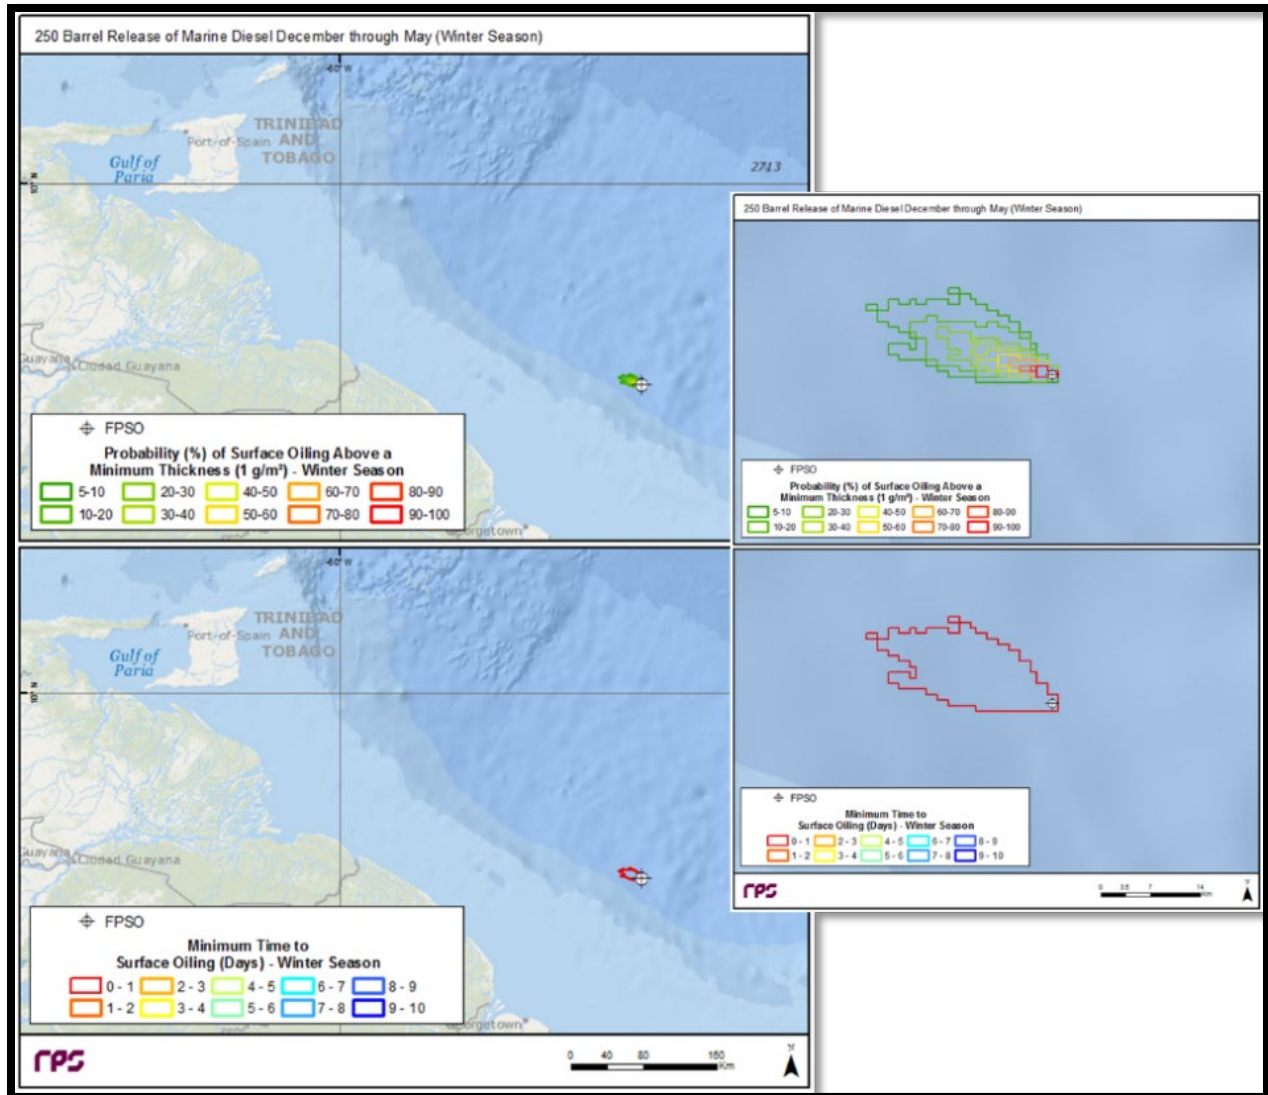 250 Barrel Release of Marine Diesel December through May (Winter Season)
60° W
TRINIDAD
Port-of-Spain AND
TOBAGO
Gulf of
Paria
2713
10° N
Guayana
Ciudad Guayana
FPSO
Probability (%) of Surface Oiling Above a
Minimum Thickness (1 g/m²) - Winter Season
5-10 20-30 40-50 60-70 80-90
10-20 30-40 50-60 70-80 90-100
Georgetown
250 Barrel Release of Marine Diesel December through May (Winter Season)
FPSO
Probability (%) of Surface Oiling Above a
Minimum Thickness (1 g/m²) - Winter Season
5-10 20-30 40-50 60-70 80-90
10-20 30-40 50-60 70-80 90-100
60° W
TRINIDAD
Port-of-Spain AND
TOBAGO
Gulf of
Paria
10° N
Guayana
Ciudad Guayana
FPSO
Minimum Time to
Surface Oiling (Days) - Winter Season
0 - 1 2 - 3 4 - 5 6 - 7 8 - 9
1 - 2 3 - 4 5 - 6 7 - 8 9 - 10
Georgetown
rps
0 40 80 160
Km
N
FPSO
Minimum Time to
Surface Oiling (Days) - Winter Season
0 - 1 2 - 3 4 - 5 6 - 7 8 - 9
1 - 2 3 - 4 5 - 6 7 - 8 9 - 10
rps
0 3.5 7 14
Km
N